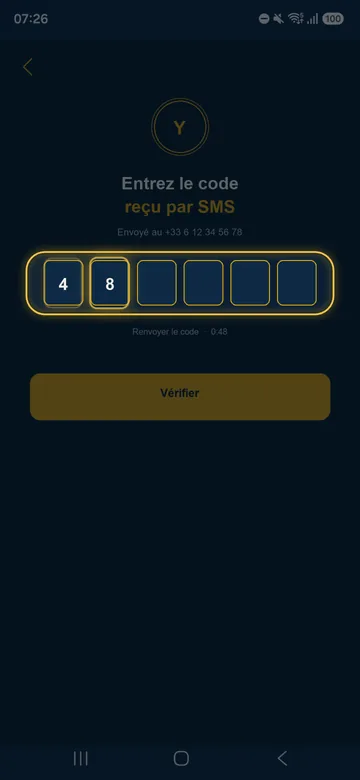 07:26
100
Y
Entrez le code
reçu par SMS
Envoyé au +33 6 12 34 56 78
4 8
Renvoyer le code · 0:48
Vérifier